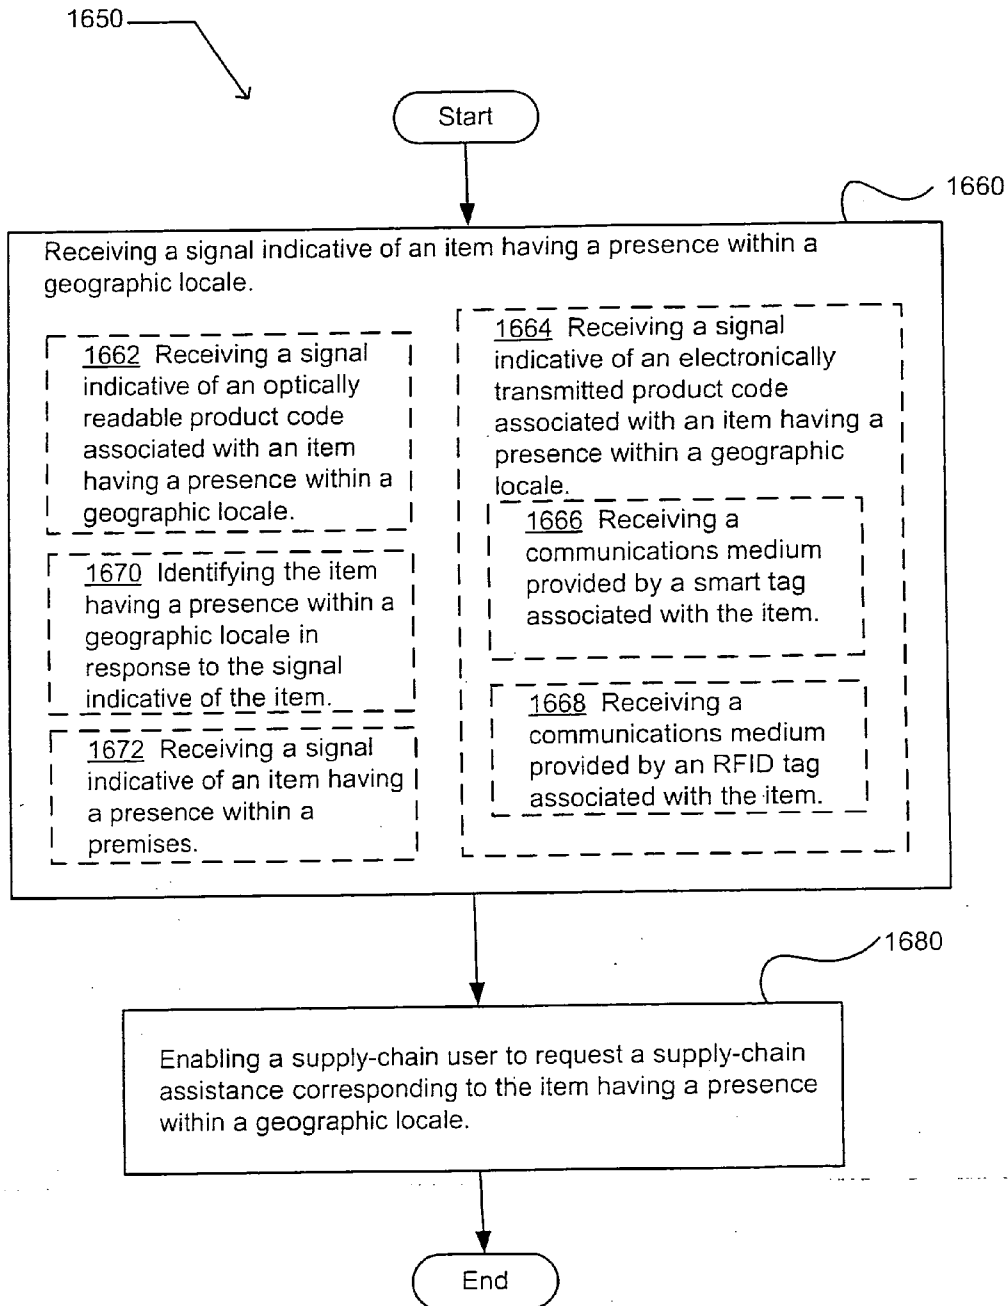 1650
Start
1660
Receiving a signal indicative of an item having a presence within a
geographic locale.
1662 Receiving a signal
indicative of an optically
readable product code
associated with an item
having a presence within a
geographic locale.
1670 Identifying the item
having a presence within a
geographic locale in
response to the signal
indicative of the item.
1672 Receiving a signal
indicative of an item having
a presence within a
premises.
1664 Receiving a signal
indicative of an electronically
transmitted product code
associated with an item having a
presence within a geographic
locale.
1666 Receiving a
communications medium
provided by a smart tag
associated with the item.
1668 Receiving a
communications medium
provided by an RFID tag
associated with the item.
1680
Enabling a supply-chain user to request a supply-chain
assistance corresponding to the item having a presence
within a geographic locale.
End